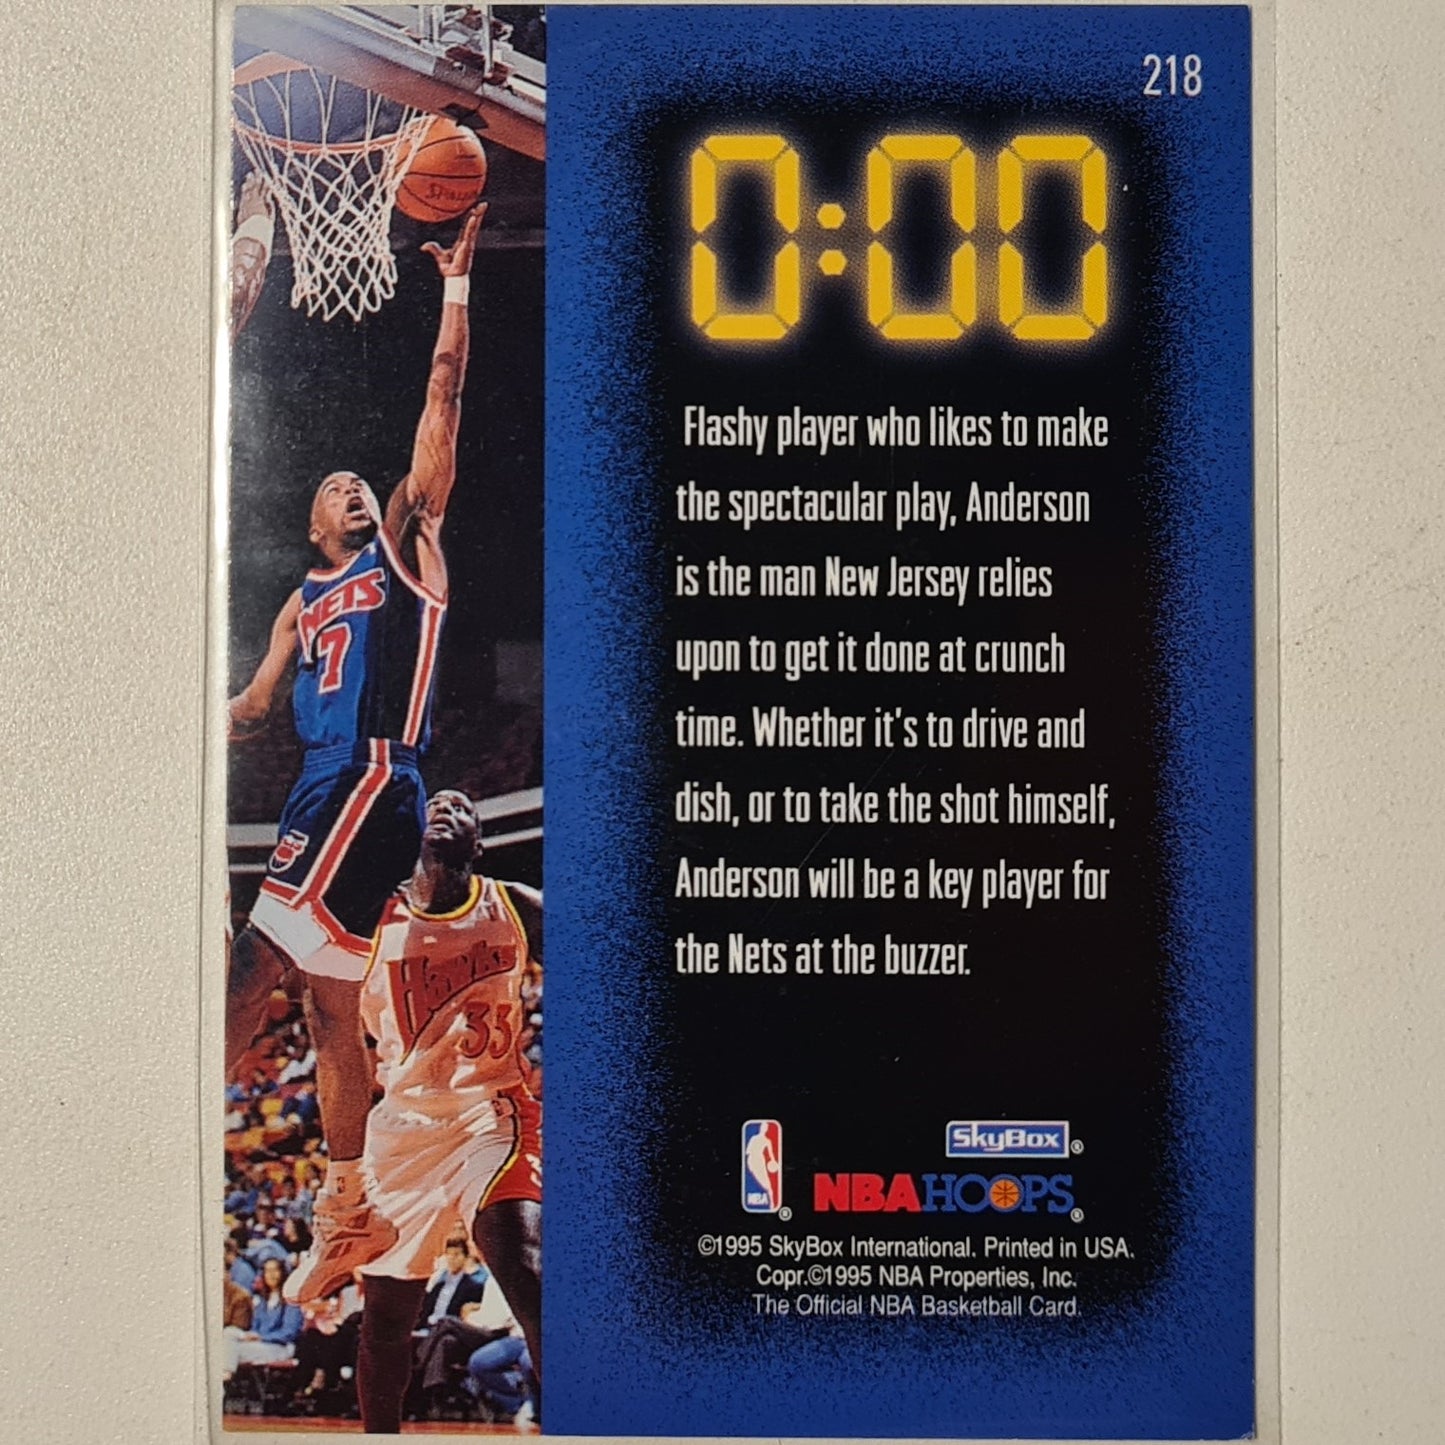 218
0:00
Flashy player who likes to make
the spectacular play, Anderson
is the man New Jersey relies
upon to get it done at crunch
time. Whether it's to drive and
dish, or to take the shot himself,
Anderson will be a key player for
the Nets at the buzzer.
SPALDING
NETS
7
Hawks
33
3
NBA ®
SkyBox ®
NBA HOOPS ®
©1995 SkyBox International. Printed in USA.
Copr.©1995 NBA Properties, Inc.
The Official NBA Basketball Card.